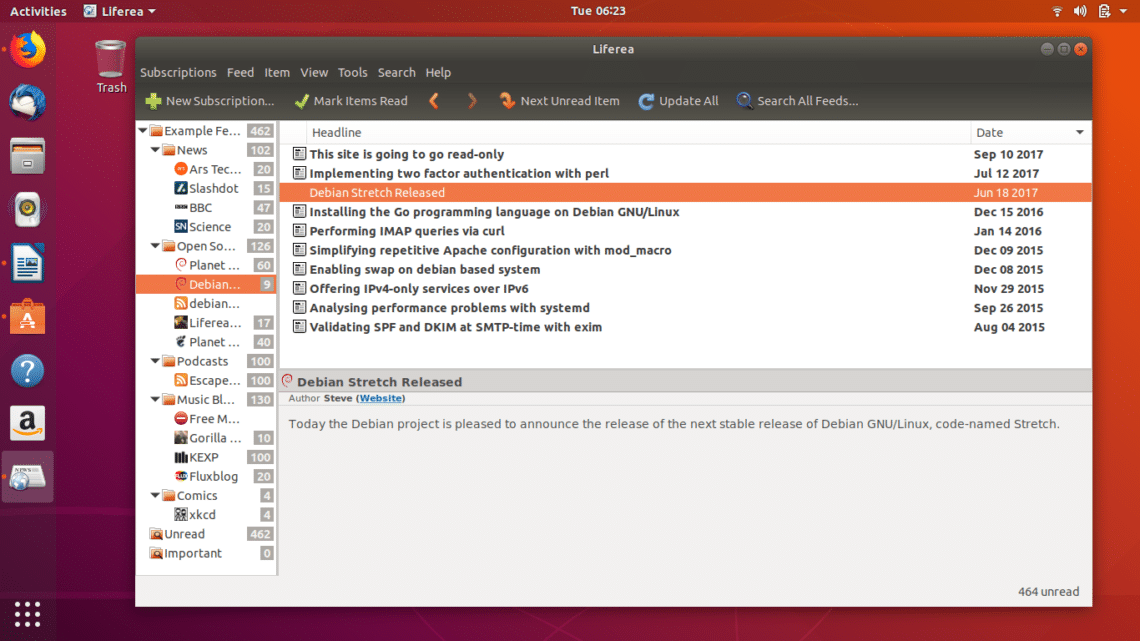 Activities Liferea Tue 06:23
Trash
Liferea
Subscriptions Feed Item View Tools Search Help
New Subscription... Mark Items Read Next Unread Item Update All Search All Feeds...
Example Fe... 462
News 102
Ars Tec... 20
Slashdot 15
BBC 47
Science 20
Open So... 126
Planet ... 60
Debian... 9
debian...
Liferea... 17
Planet ... 40
Podcasts 100
Escape... 100
Music Bl... 130
Free M...
Gorilla ... 10
KEXP 100
Fluxblog 20
Comics 4
xkcd 4
Unread 462
Important 0
Headline Date
This site is going to go read-only Sep 10 2017
Implementing two factor authentication with perl Jul 12 2017
Debian Stretch Released Jun 18 2017
Installing the Go programming language on Debian GNU/Linux Dec 15 2016
Performing IMAP queries via curl Jan 14 2016
Simplifying repetitive Apache configuration with mod_macro Dec 09 2015
Enabling swap on debian based system Dec 08 2015
Offering IPv4-only services over IPv6 Nov 29 2015
Analysing performance problems with systemd Sep 26 2015
Validating SPF and DKIM at SMTP-time with exim Aug 04 2015
Debian Stretch Released
Author Steve (Website)
Today the Debian project is pleased to announce the release of the next stable release of Debian GNU/Linux, code-named Stretch.
464 unread